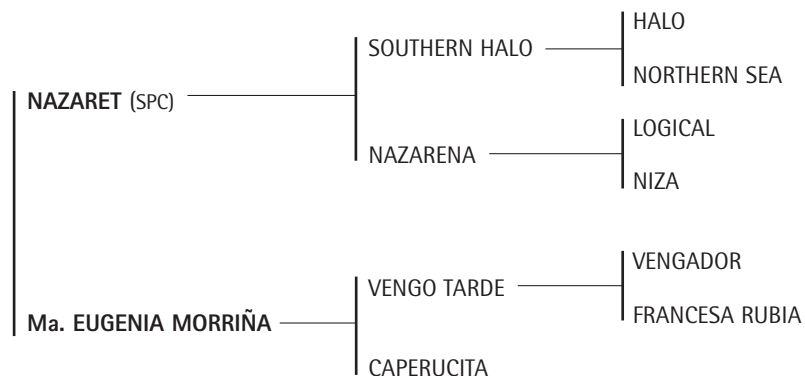 HALO
SOUTHERN HALO
NORTHERN SEA
NAZARET (SPC)
LOGICAL
NAZARENA
NIZA
VENGADOR
VENGO TARDE
FRANCESA RUBIA
Ma. EUGENIA MORRIÑA
CAPERUCITA